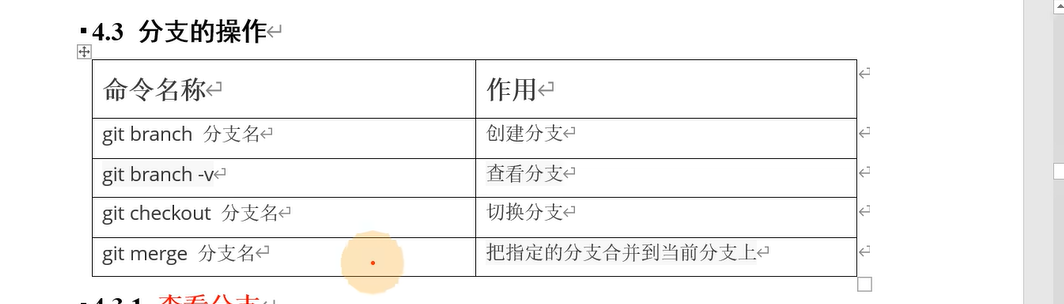 4.3 分支的操作
命令名称 作用
git branch 分支名 创建分支
git branch -v 查看分支
git checkout 分支名 切换分支
git merge 分支名 把指定的分支合并到当前分支上
4.3.1 查看分支